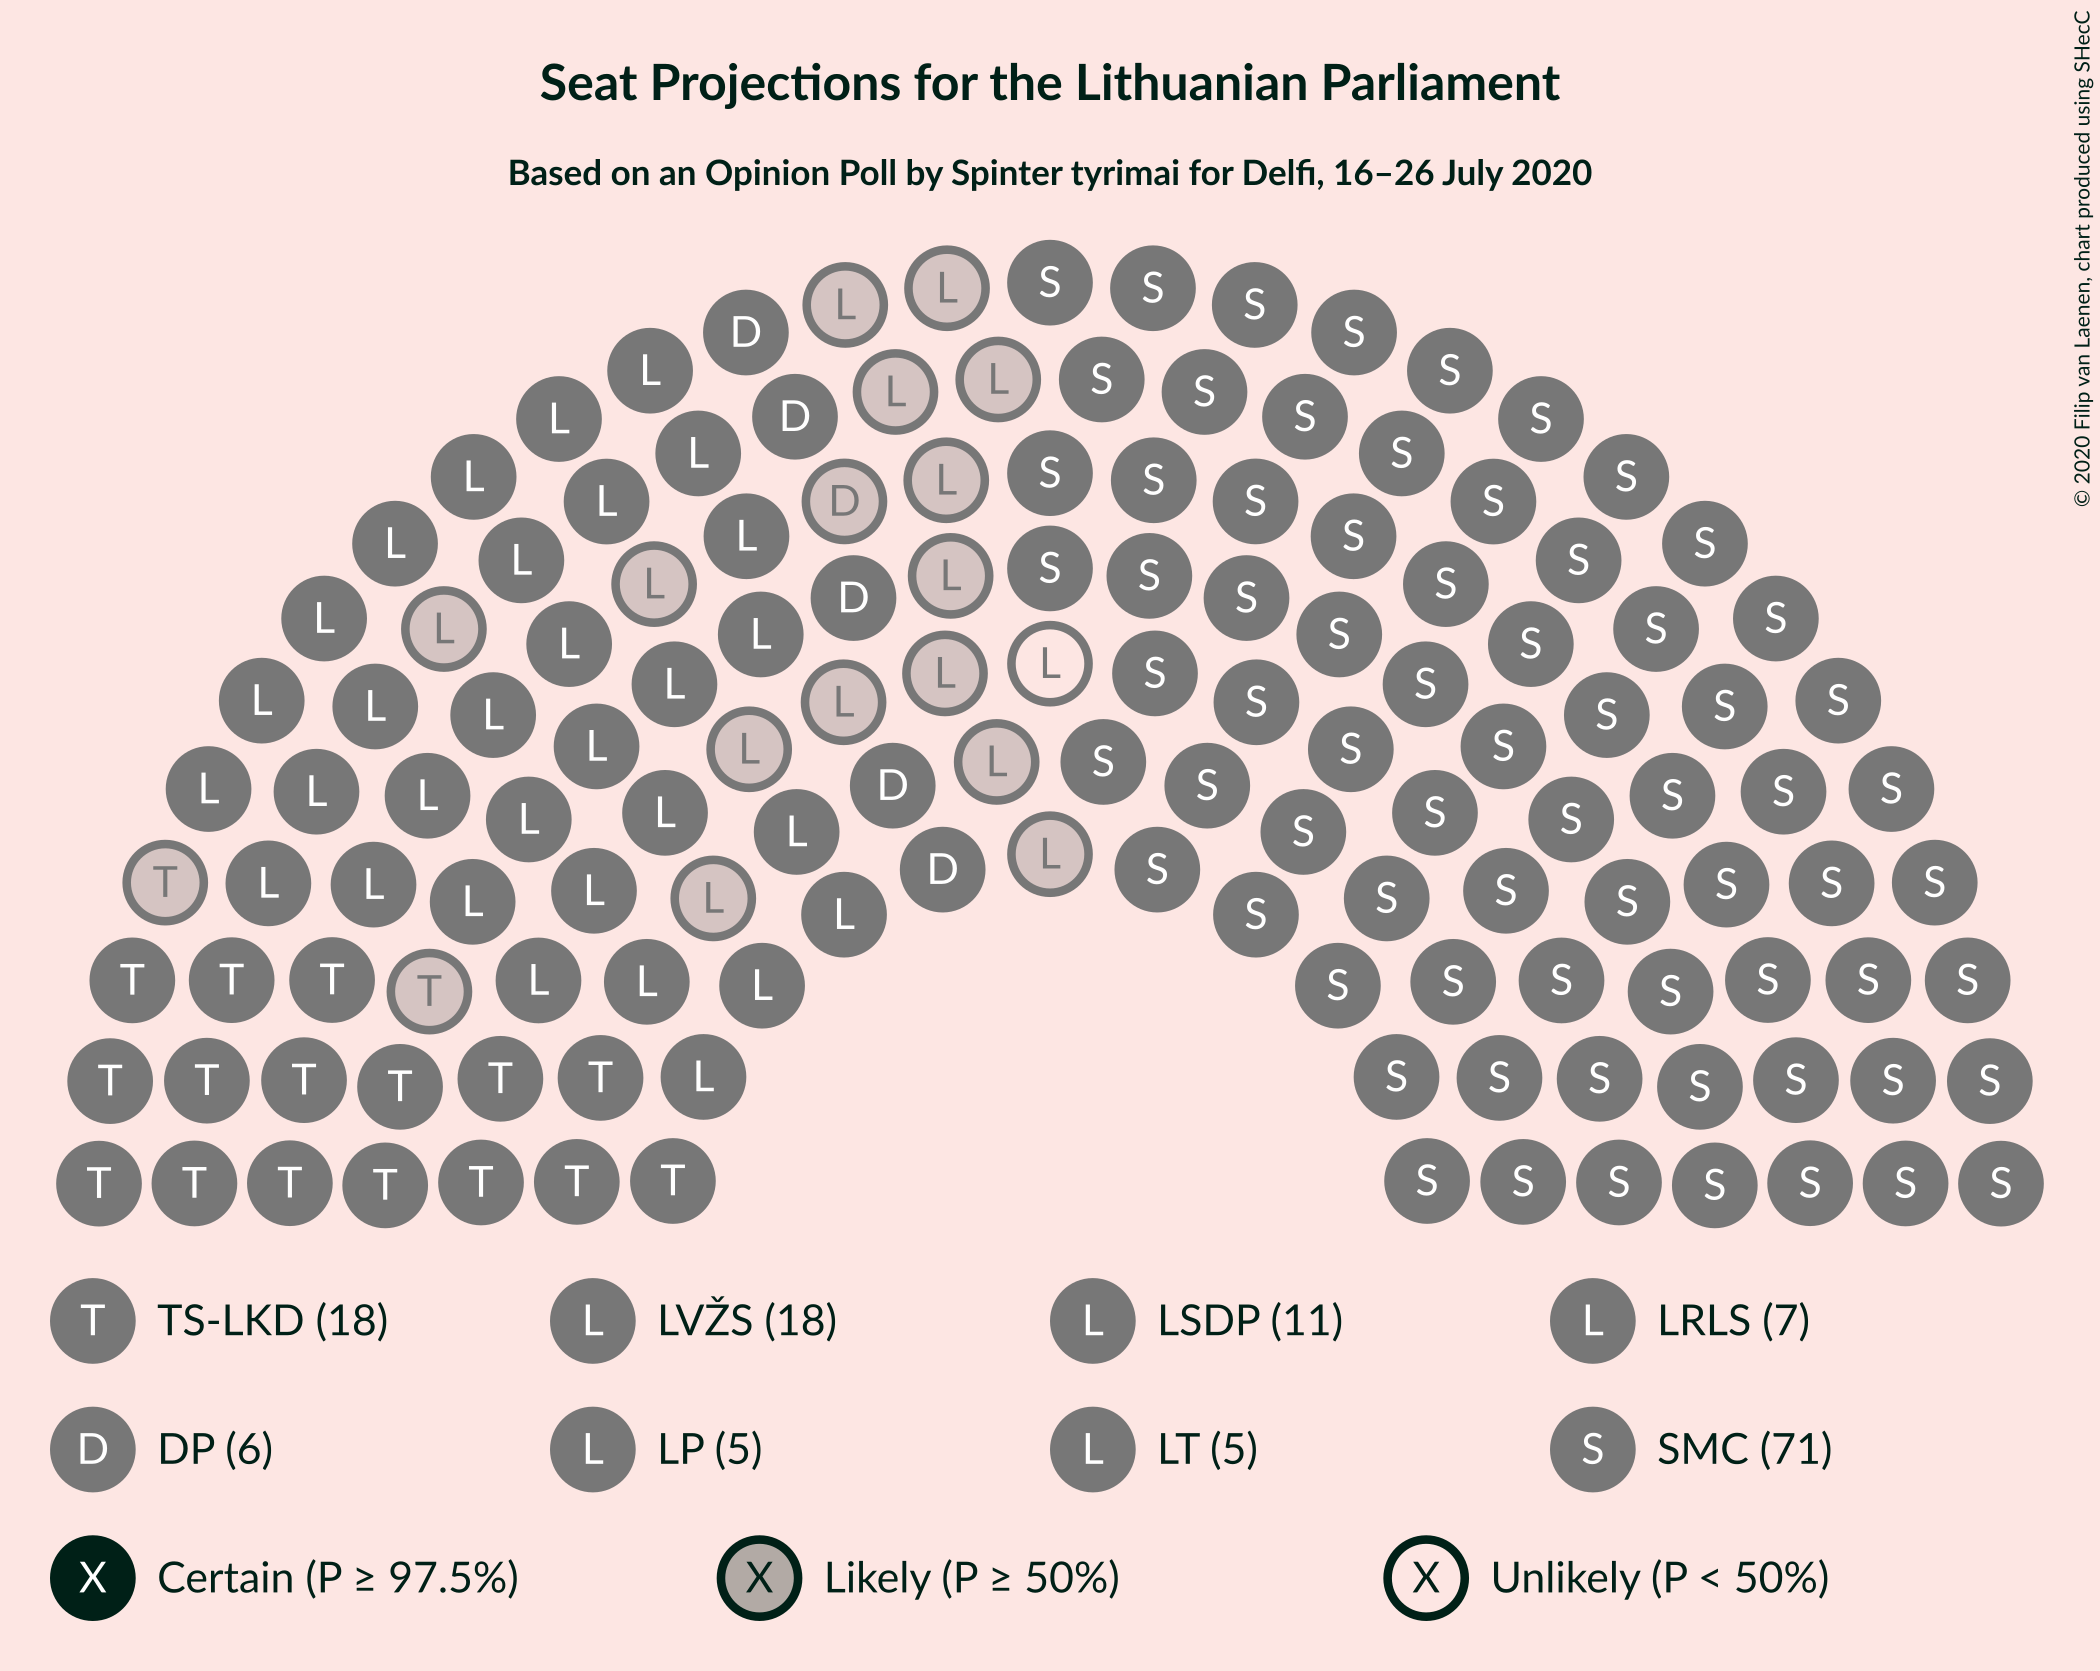 Seat Projections for the Lithuanian Parliament
Based on an Opinion Poll by Spinter tyrimai for Delfi, 16–26 July 2020
© 2020 Filip van Laenen, chart produced using SHecC
L L S S S S S
D L L S S S S
L L D D L S S S S S S S
L L L L D L S S S S S S S
L L L L L D L S S S S S S S
L L L L L L L L S S S S S S S
L L L L L L D L S S S S S S S
T L L L L L L D L S S S S S S S
T T T T L L L S S S S S S S
T T T T T T L S S S S S S S
T T T T T T T S S S S S S S
T TS-LKD (18) L LVŽS (18) L LSDP (11) L LRLS (7)
D DP (6) L LP (5) L LT (5) S SMC (71)
X Certain (P ≥ 97.5%) X Likely (P ≥ 50%) X Unlikely (P < 50%)